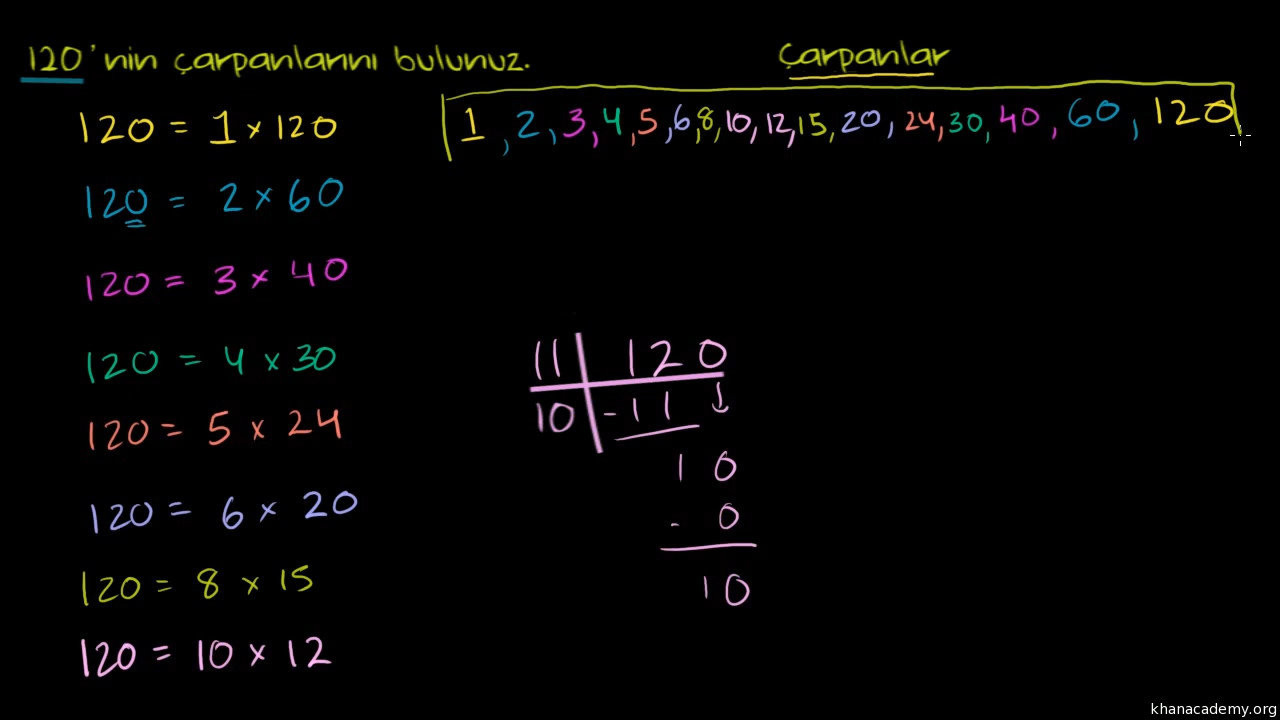 120'nin çarpanlarını bulunuz.
Çarpanlar
1, 2, 3, 4, 5, 6, 8, 10, 12, 15, 20, 24, 30, 40, 60, 120
120 = 1 x 120
120 = 2 x 60
120 = 3 x 40
120 = 4 x 30
120 = 5 x 24
120 = 6 x 20
120 = 8 x 15
120 = 10 x 12
11 120
10 -11
10
- 0
10
khanacademy.org